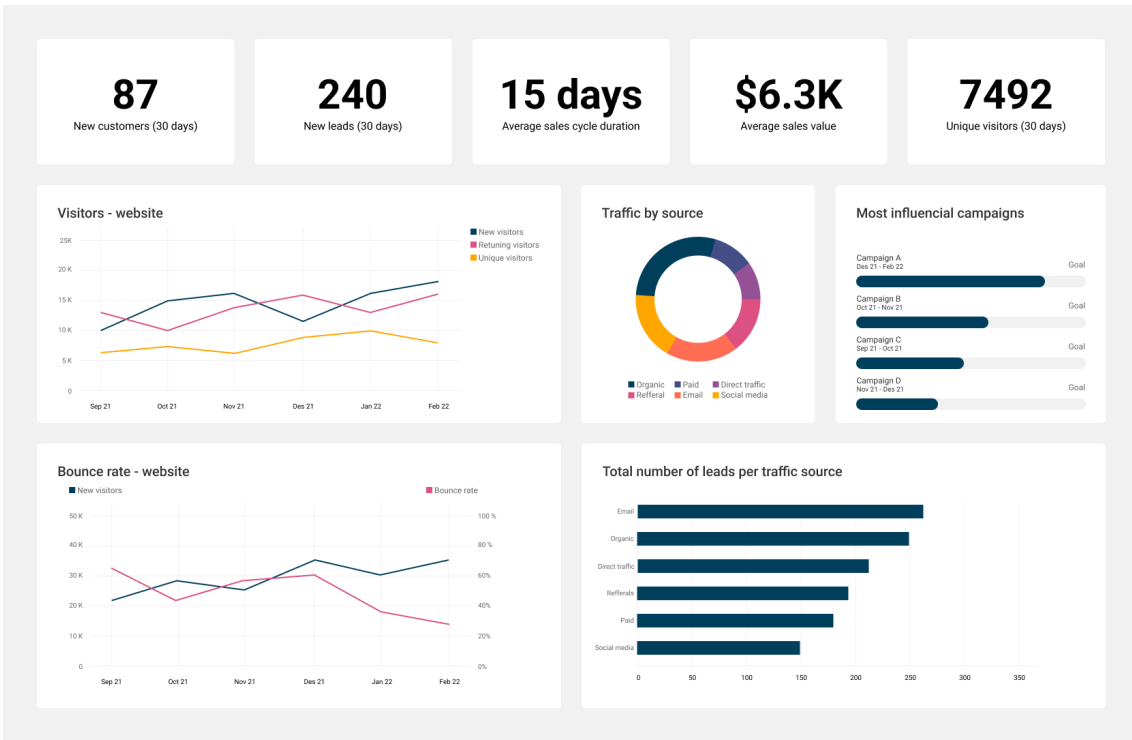 87
New customers (30 days)
240
New leads (30 days)
15 days
Average sales cycle duration
$6.3K
Average sales value
7492
Unique visitors (30 days)
Visitors - website
New visitors
Retuning visitors
Unique visitors
25K
20 K
15 K
10 K
5 K
0
Sep 21
Oct 21
Nov 21
Des 21
Jan 22
Feb 22
Traffic by source
Organic
Paid
Direct traffic
Refferal
Email
Social media
Most influencial campaigns
Campaign A
Des 21 - Feb 22
Goal
Campaign B
Oct 21 - Nov 21
Goal
Campaign C
Sep 21 - Oct 21
Goal
Campaign D
Nov 21 - Des 21
Goal
Bounce rate - website
New visitors
Bounce rate
50 K
40 K
30 K
20 K
10 K
0
100 %
80 %
60%
40%
20%
0%
Sep 21
Oct 21
Nov 21
Des 21
Jan 22
Feb 22
Total number of leads per traffic source
Email
Organic
Direct traffic
Refferals
Paid
Social media
0
50
100
150
200
250
300
350